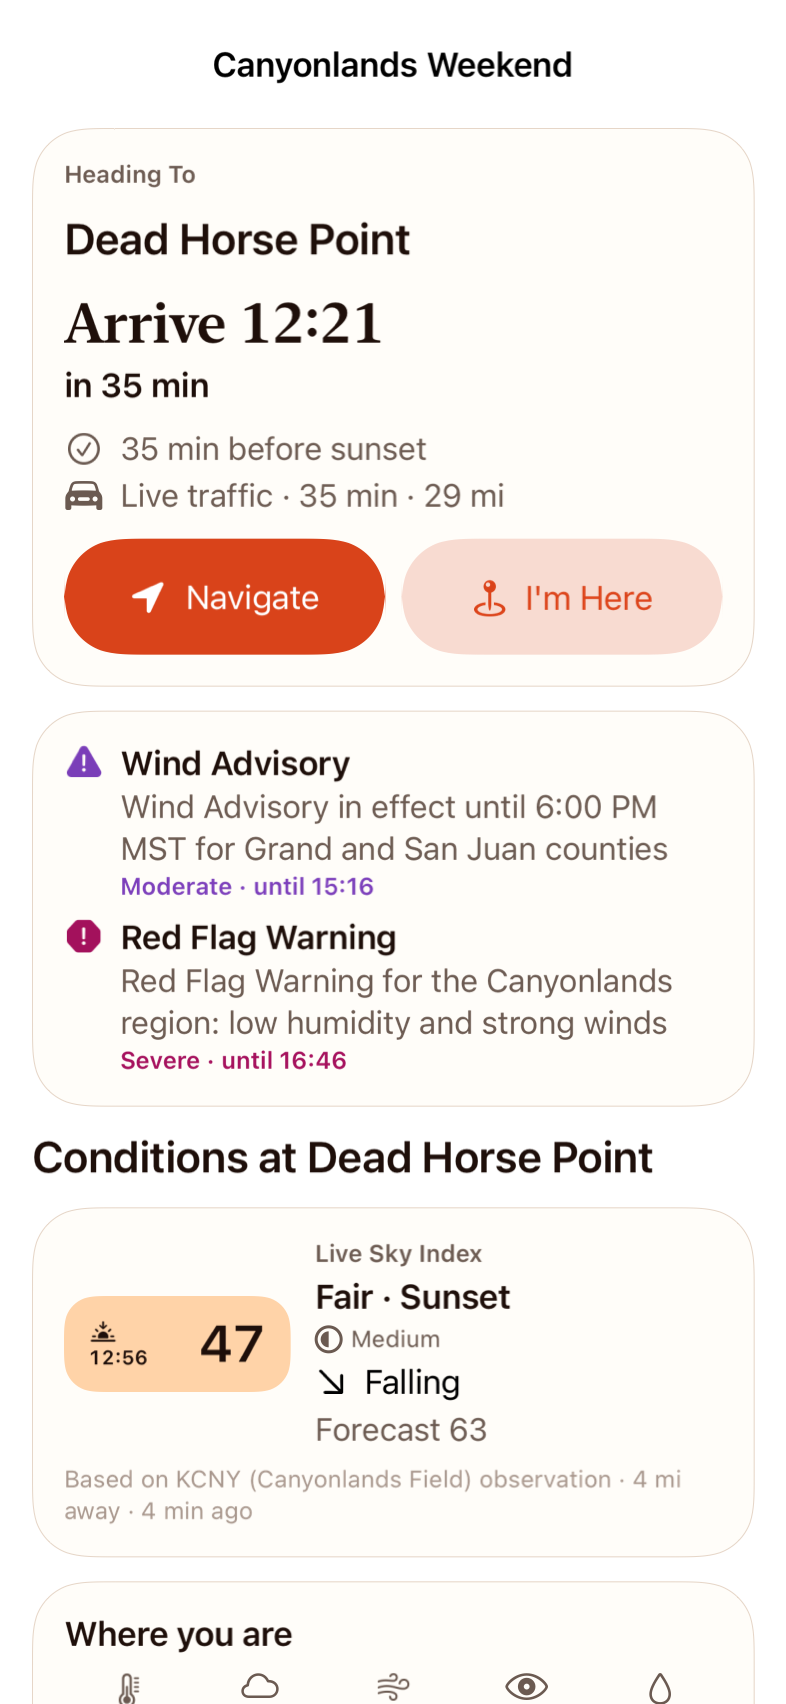 Canyonlands Weekend
Heading To
Dead Horse Point
Arrive 12:21
in 35 min
35 min before sunset
Live traffic · 35 min · 29 mi
Navigate
I'm Here
Wind Advisory
Wind Advisory in effect until 6:00 PM
MST for Grand and San Juan counties
Moderate · until 15:16
Red Flag Warning
Red Flag Warning for the Canyonlands
region: low humidity and strong winds
Severe · until 16:46
Conditions at Dead Horse Point
12:56
47
Live Sky Index
Fair · Sunset
Medium
Falling
Forecast 63
Based on KCNY (Canyonlands Field) observation · 4 mi
away · 4 min ago
Where you are